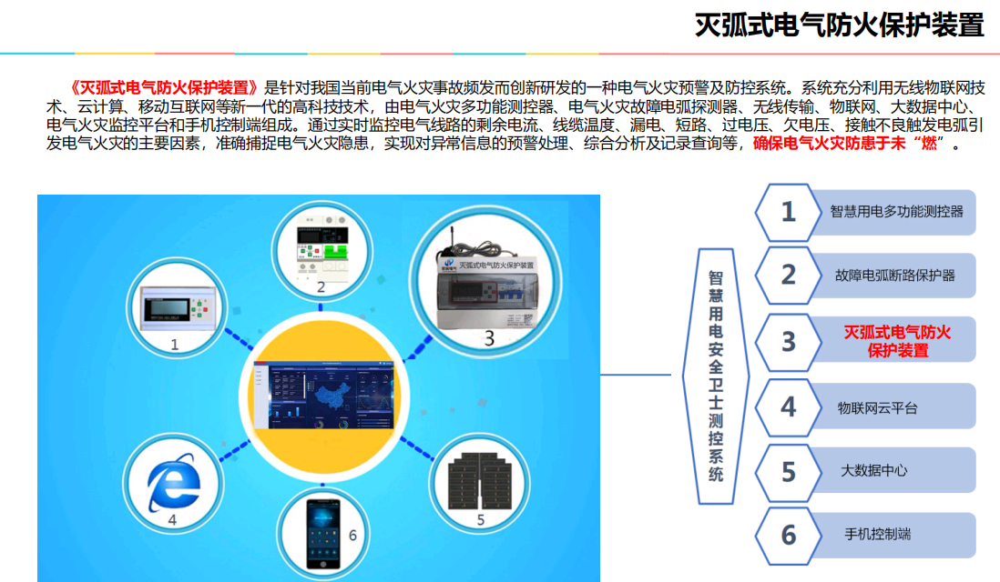 灭弧式电气防火保护装置
《灭弧式电气防火保护装置》是针对我国当前电气火灾事故频发而创新研发的一种电气火灾预警及防控系统。系统充分利用无线物联网技
术、云计算、移动互联网等新一代的高科技技术，由电气火灾多功能测控器、电气火灾故障电弧探测器、无线传输、物联网、大数据中心、
电气火灾监控平台和手机控制端组成。通过实时监控电气线路的剩余电流、线缆温度、漏电、短路、过电压、欠电压、接触不良触发电弧引
发电气火灾的主要因素，准确捕捉电气火灾隐患，实现对异常信息的预警处理、综合分析及记录查询等，确保电气火灾防患于未“燃”。
1
2
灭弧式电气防火保护装置
3
4
5
6
智慧用电安全卫士测控系统
1
智慧用电多功能测控器
2
故障电弧断路保护器
3
灭弧式电气防火
保护装置
4
物联网云平台
5
大数据中心
6
手机控制端